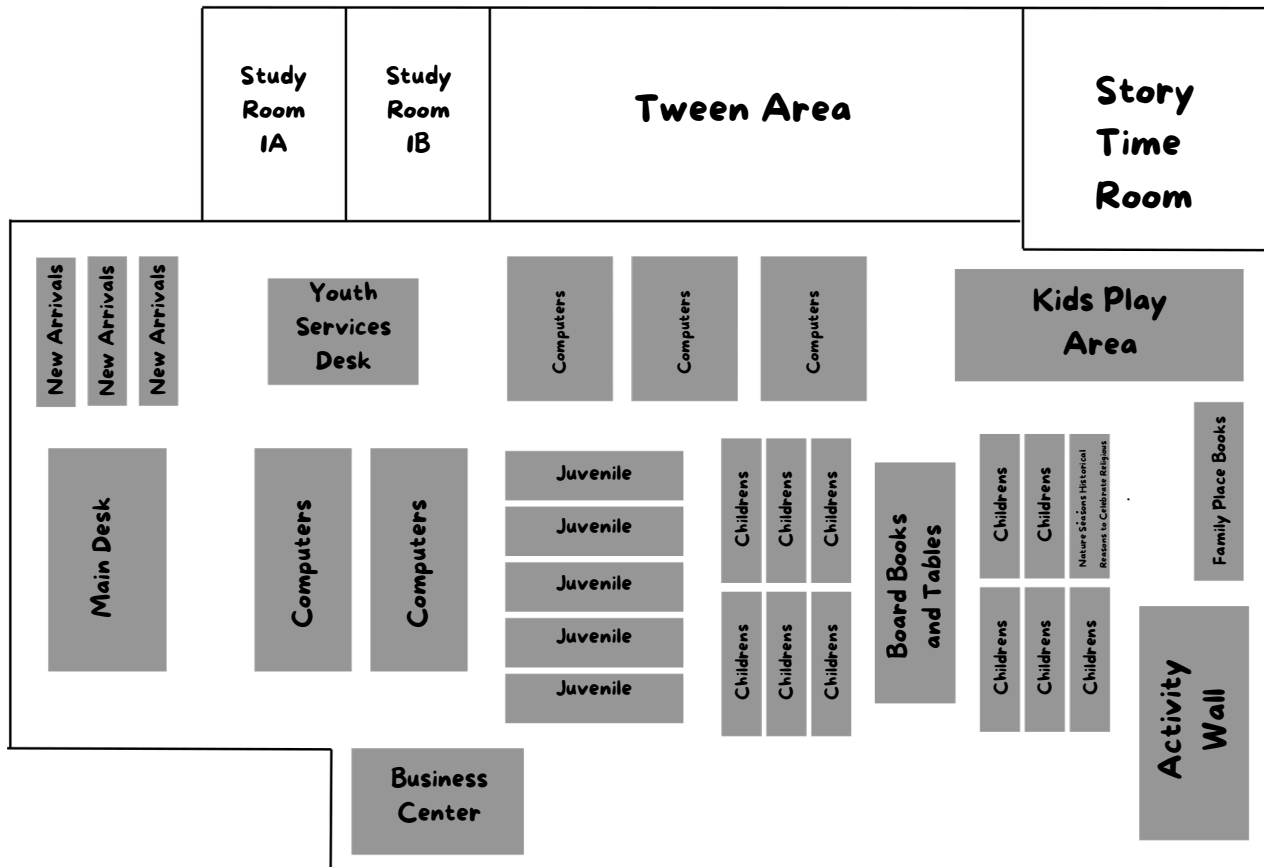 Study
Room
1A
Study
Room
1B
Tween Area
Story
Time
Room
New Arrivals
New Arrivals
New Arrivals
Youth
Services
Desk
Computers
Computers
Computers
Kids Play
Area
Main Desk
Computers
Computers
Juvenile
Juvenile
Juvenile
Juvenile
Juvenile
Childrens
Childrens
Childrens
Childrens
Childrens
Childrens
Board Books
and Tables
Childrens
Childrens
Nature Seasons Historical
Reasons to Celebrate Religious
Childrens
Childrens
Childrens
Family Place Books
Activity
Wall
Business
Center